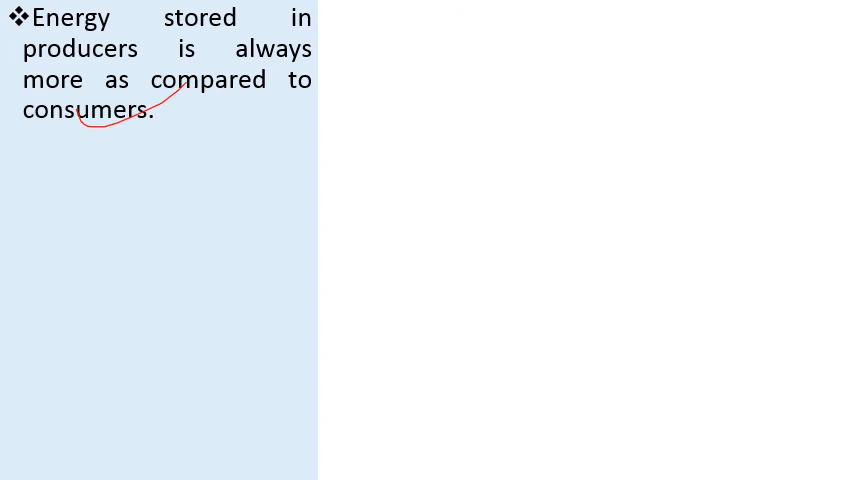 ❖Energy stored in
producers is always
more as compared to
consumers.